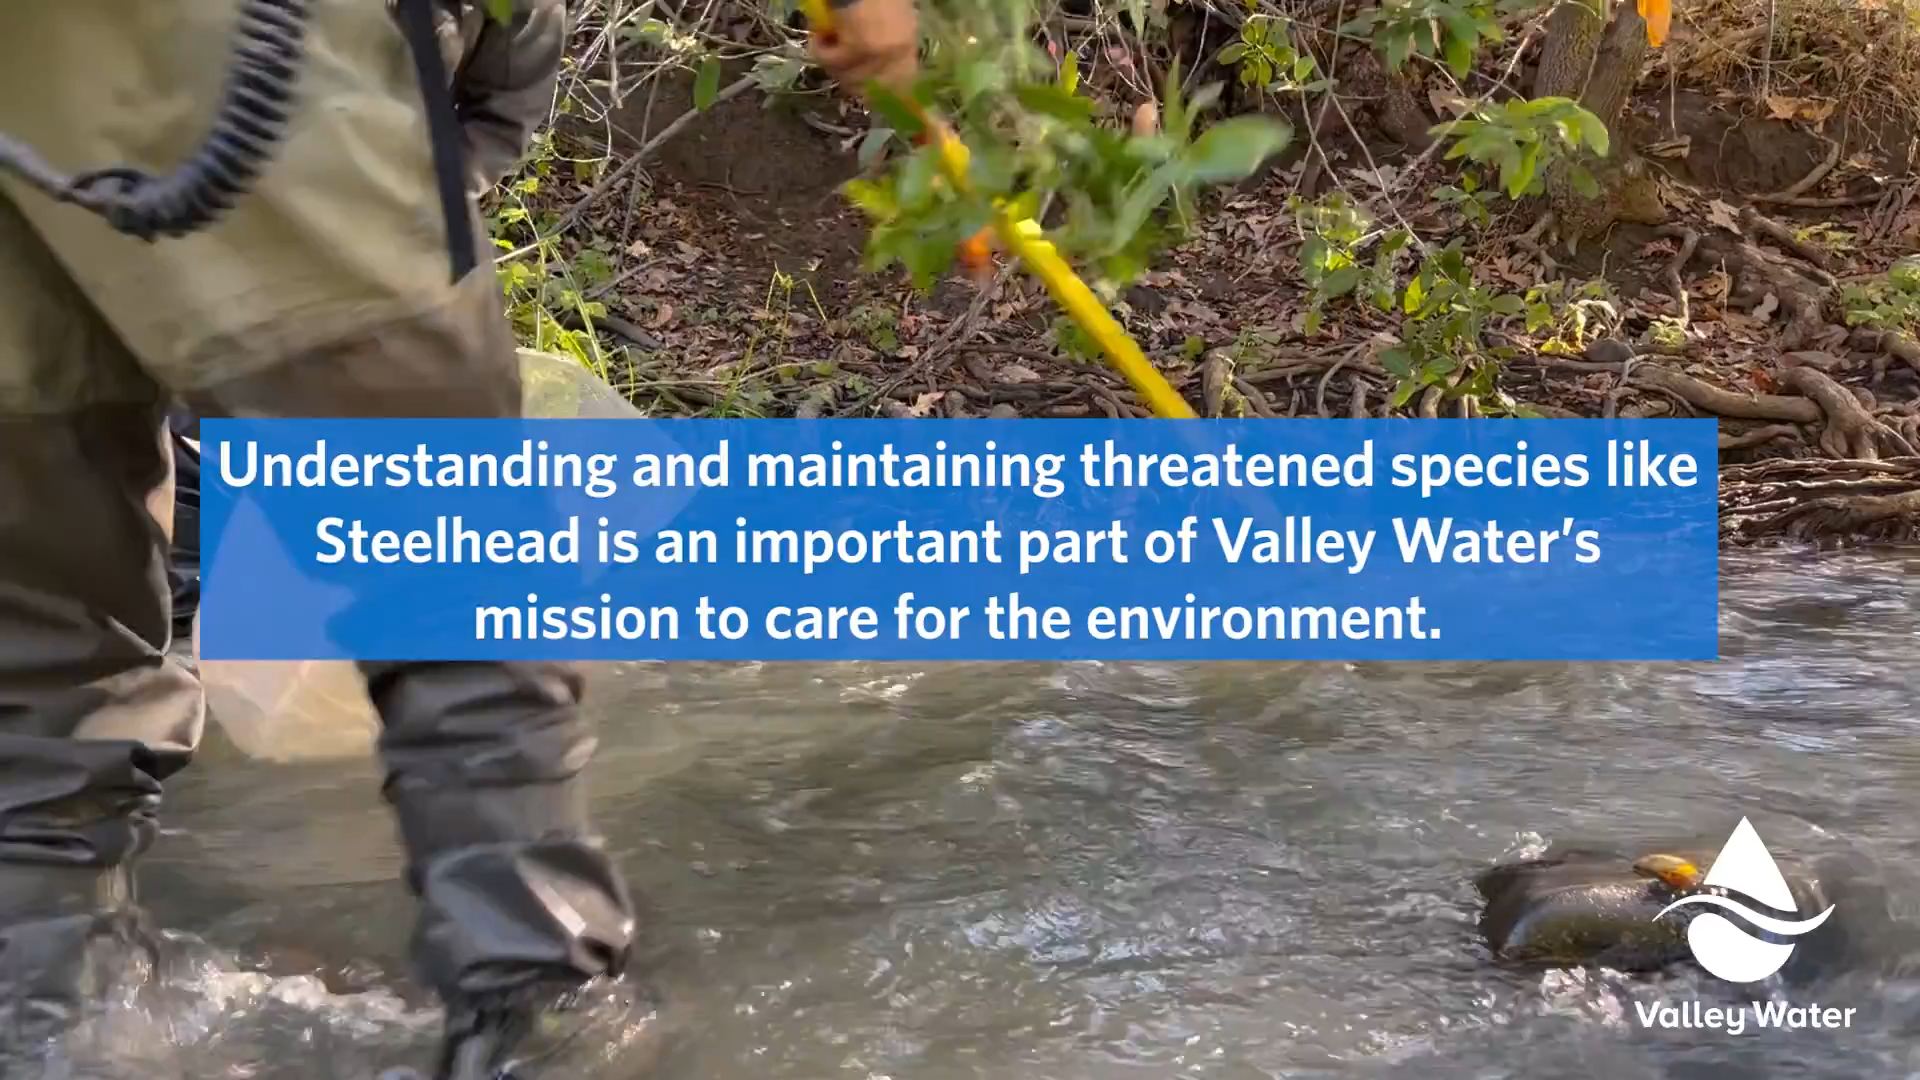 Understanding and maintaining threatened species like
Steelhead is an important part of Valley Water’s
mission to care for the environment.
Valley Water